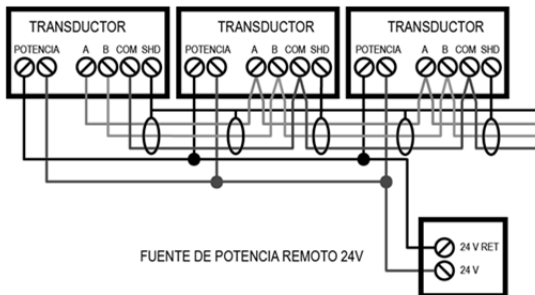 TRANSDUCTOR TRANSDUCTOR TRANSDUCTOR
POTENCIA A B COM SHD POTENCIA A B COM SHD POTENCIA A B COM SHD
24 V RET
FUENTE DE POTENCIA REMOTO 24V
24 V